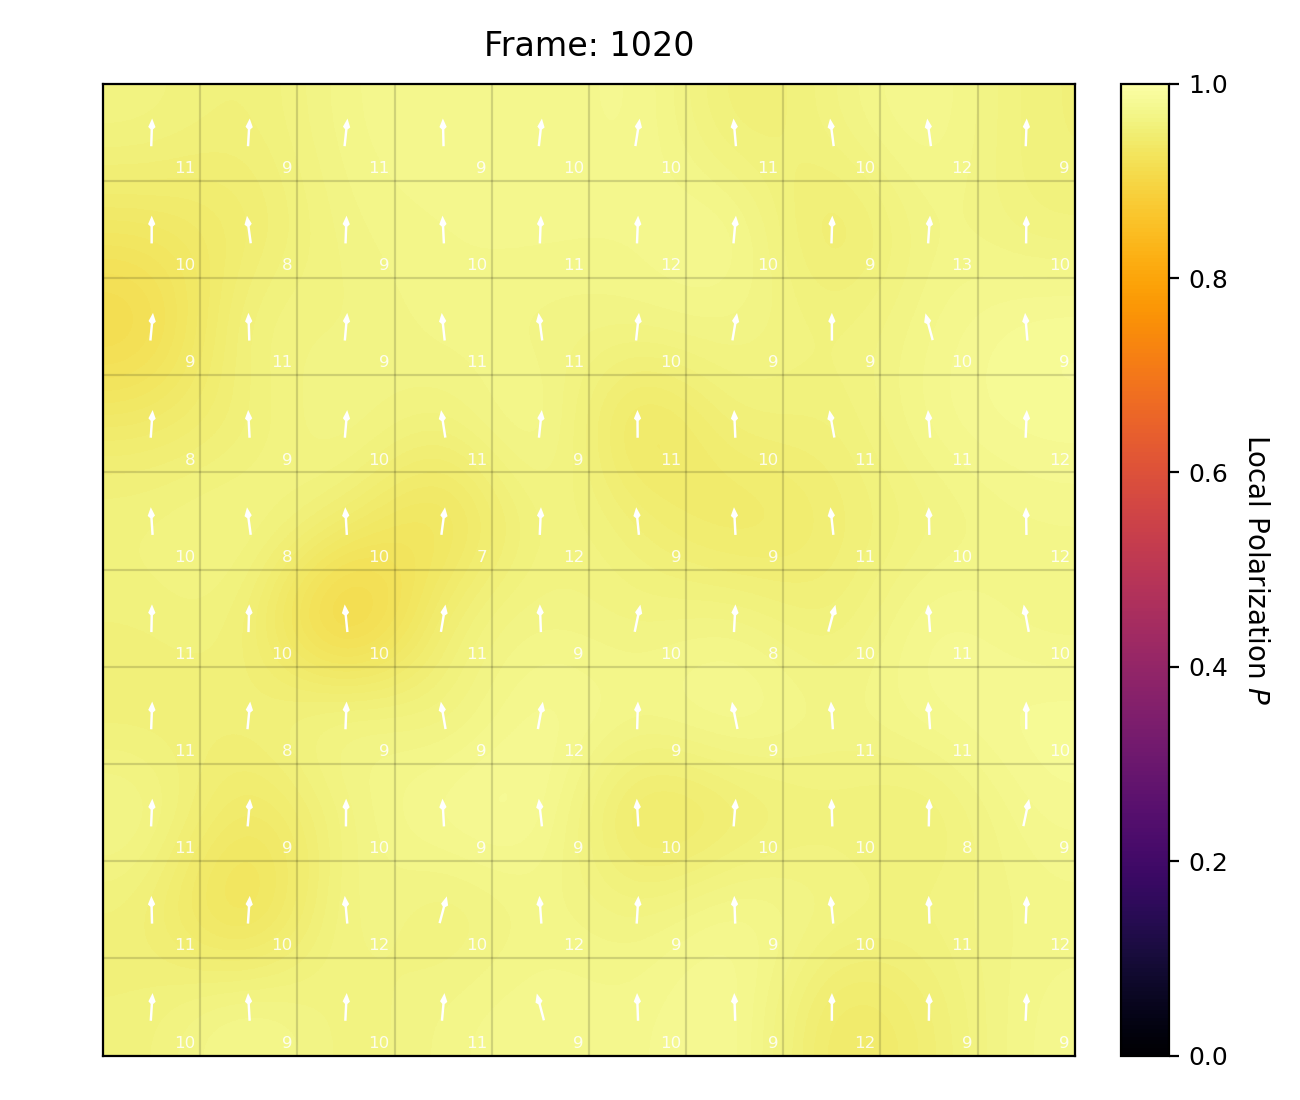 Frame: 1020
11 9 11 9 10 10 11 10 12 9
10 8 9 10 11 12 10 9 13 10
9 11 9 11 11 10 9 9 10 9
8 9 10 11 9 11 10 11 11 12
10 8 10 7 12 9 9 11 10 12
11 10 10 11 9 10 8 10 11 10
11 8 9 9 12 9 9 11 11 10
11 9 10 9 9 10 10 10 8 9
11 10 12 10 12 9 9 10 11 12
10 9 10 11 9 10 9 12 9 9
1.0
0.8
0.6
0.4
0.2
0.0
Local Polarization P